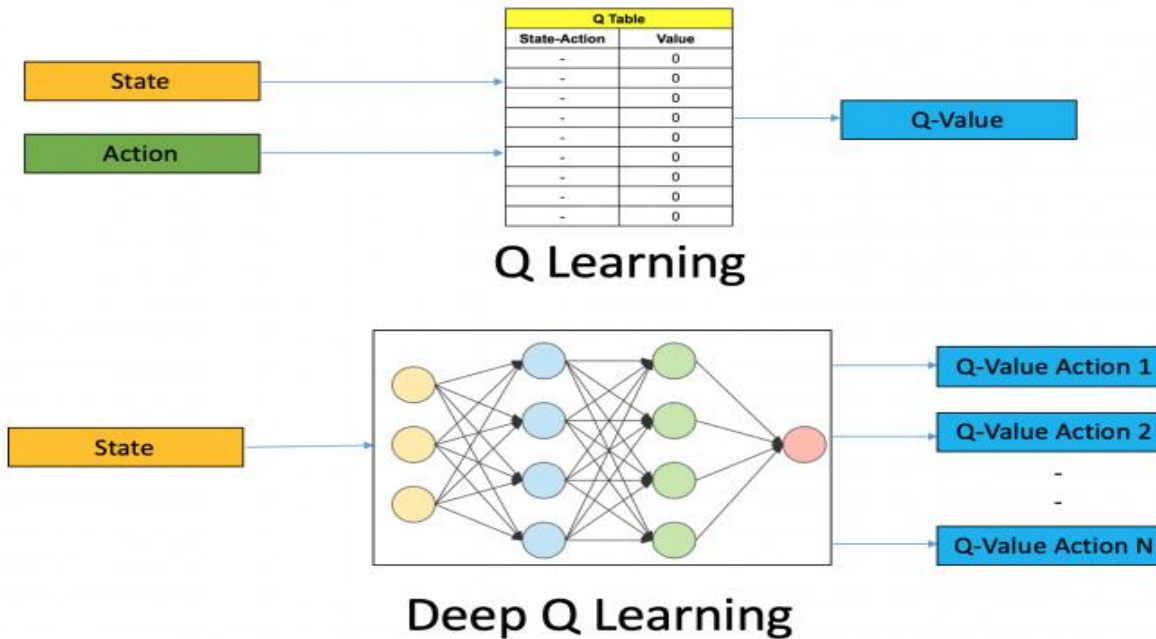 Q Table
State-Action Value
- 0
- 0
- 0
- 0
- 0
- 0
- 0
- 0
- 0
State
Action
Q-Value
Q Learning
State
Q-Value Action 1
Q-Value Action 2
-
-
Q-Value Action N
Deep Q Learning